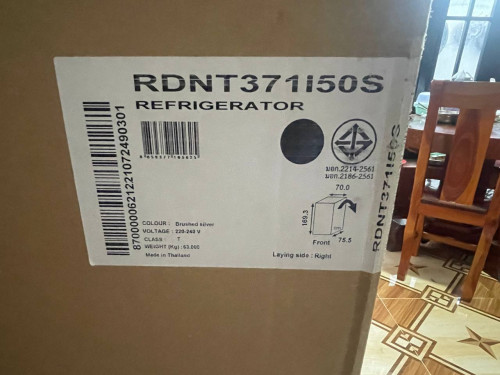 RDNT371I50S
REFRIGERATOR
8700000621221072490301
มอก.2214-2561
มอก.2186-2561
70.0
169.3
Front
75.5
COLOUR : Brushed silver
VOLTAGE : 220-240 V
CLASS : T
WEIGHT (Kg) : 63.000
Made in Thailand
Laying side : Right
RDNT371I50S